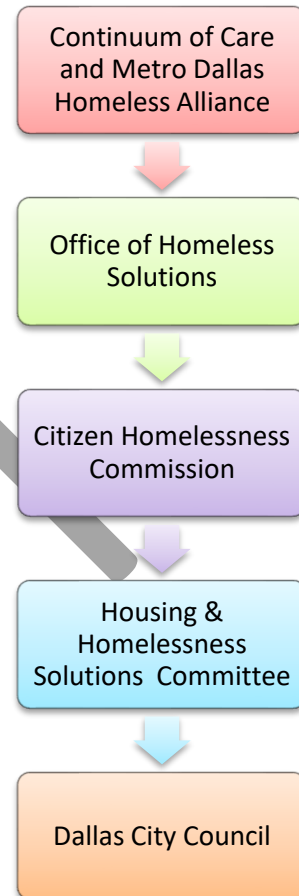 Continuum of Care
and Metro Dallas
Homeless Alliance
Office of Homeless
Solutions
Citizen Homelessness
Commission
Housing &
Homelessness
Solutions Committee
Dallas City Council